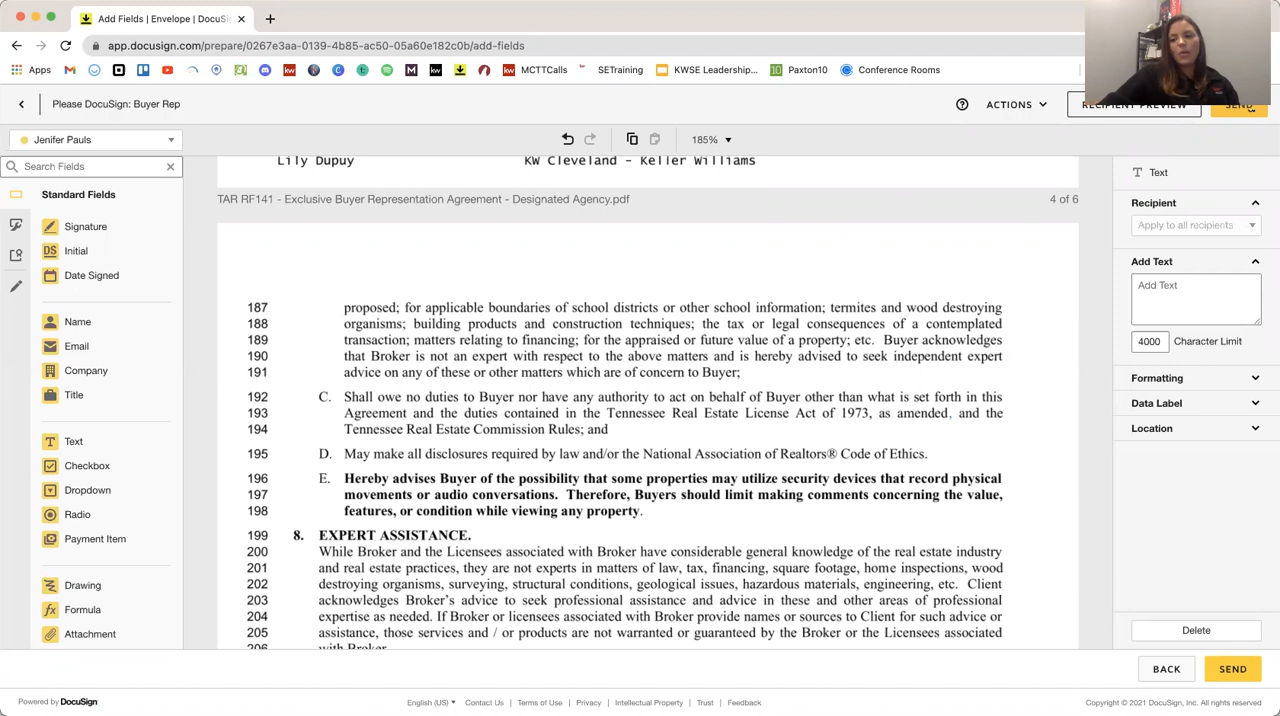 Add Fields | Envelope | DocuSi
app.docusign.com/prepare/0267e3aa-0139-4b85-ac50-05a60e182c0b/add-fields
Apps
MCTTCalls
SETraining
KWSE Leadership...
Paxton10
Conference Rooms
Please DocuSign: Buyer Rep
ACTIONS
RECIPIENT PREVIEW
SEND
Jenifer Pauls
185%
Search Fields
Standard Fields
Signature
DS Initial
Date Signed
Name
Email
Company
Title
T Text
Checkbox
Dropdown
Radio
Payment Item
Drawing
fx Formula
Attachment
Lily Dupuy KW Cleveland - Keller Williams
TAR RF141 - Exclusive Buyer Representation Agreement - Designated Agency.pdf 4 of 6
187 proposed; for applicable boundaries of school districts or other school information; termites and wood destroying
188 organisms; building products and construction techniques; the tax or legal consequences of a contemplated
189 transaction; matters relating to financing; for the appraised or future value of a property; etc. Buyer acknowledges
190 that Broker is not an expert with respect to the above matters and is hereby advised to seek independent expert
191 advice on any of these or other matters which are of concern to Buyer;
192 C. Shall owe no duties to Buyer nor have any authority to act on behalf of Buyer other than what is set forth in this
193 Agreement and the duties contained in the Tennessee Real Estate License Act of 1973, as amended, and the
194 Tennessee Real Estate Commission Rules; and
195 D. May make all disclosures required by law and/or the National Association of Realtors® Code of Ethics.
196 E. Hereby advises Buyer of the possibility that some properties may utilize security devices that record physical
197 movements or audio conversations. Therefore, Buyers should limit making comments concerning the value,
198 features, or condition while viewing any property.
199 8. EXPERT ASSISTANCE.
200 While Broker and the Licensees associated with Broker have considerable general knowledge of the real estate industry
201 and real estate practices, they are not experts in matters of law, tax, financing, square footage, home inspections, wood
202 destroying organisms, surveying, structural conditions, geological issues, hazardous materials, engineering, etc. Client
203 acknowledges Broker's advice to seek professional assistance and advice in these and other areas of professional
204 expertise as needed. If Broker or licensees associated with Broker provide names or sources to Client for such advice or
205 assistance, those services and / or products are not warranted or guaranteed by the Broker or the Licensees associated
206 with Broker.
T Text
Recipient
Apply to all recipients
Add Text
Add Text
4000 Character Limit
Formatting
Data Label
Location
Delete
BACK
SEND
Powered by DocuSign
English (US)
Contact Us
Terms of Use
Privacy
Intellectual Property
Trust
Feedback
Copyright © 2021 DocuSign, Inc. All rights reserved